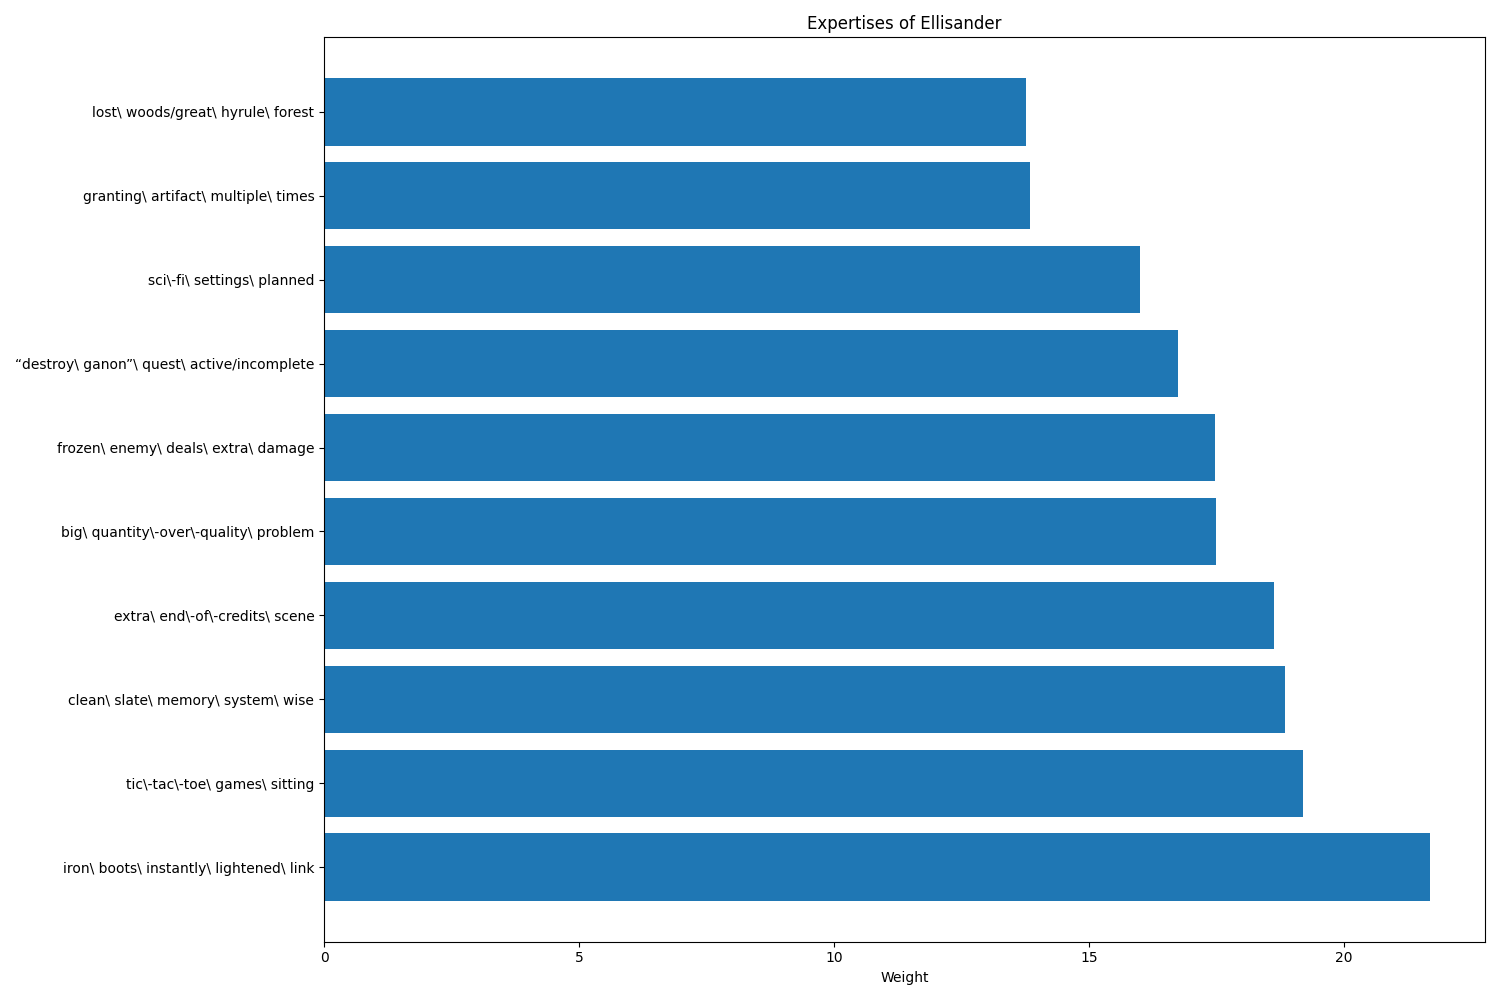 Expertises of Ellisander
lost\ woods/great\ hyrule\ forest
granting\ artifact\ multiple\ times
sci\-fi\ settings\ planned
“destroy\ ganon”\ quest\ active/incomplete
frozen\ enemy\ deals\ extra\ damage
big\ quantity\-over\-quality\ problem
extra\ end\-of\-credits\ scene
clean\ slate\ memory\ system\ wise
tic\-tac\-toe\ games\ sitting
iron\ boots\ instantly\ lightened\ link
0 5 10 15 20
Weight